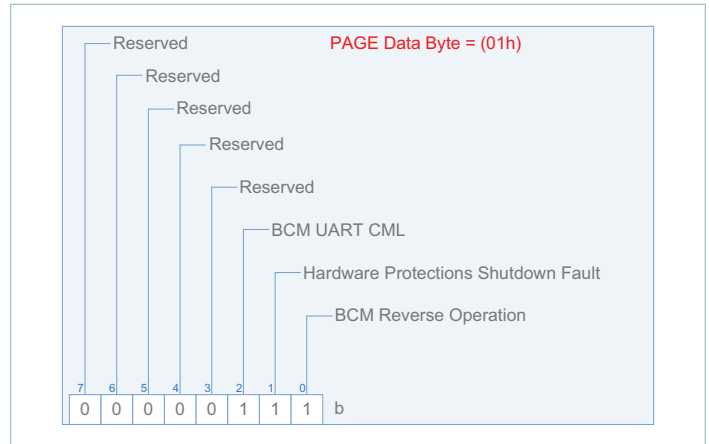 Reserved PAGE Data Byte = (01h)
Reserved
Reserved
Reserved
Reserved
BCM UART CML
Hardware Protections Shutdown Fault
BCM Reverse Operation
7 6 5 4 3 2 1 0
0 0 0 0 0 1 1 1 b